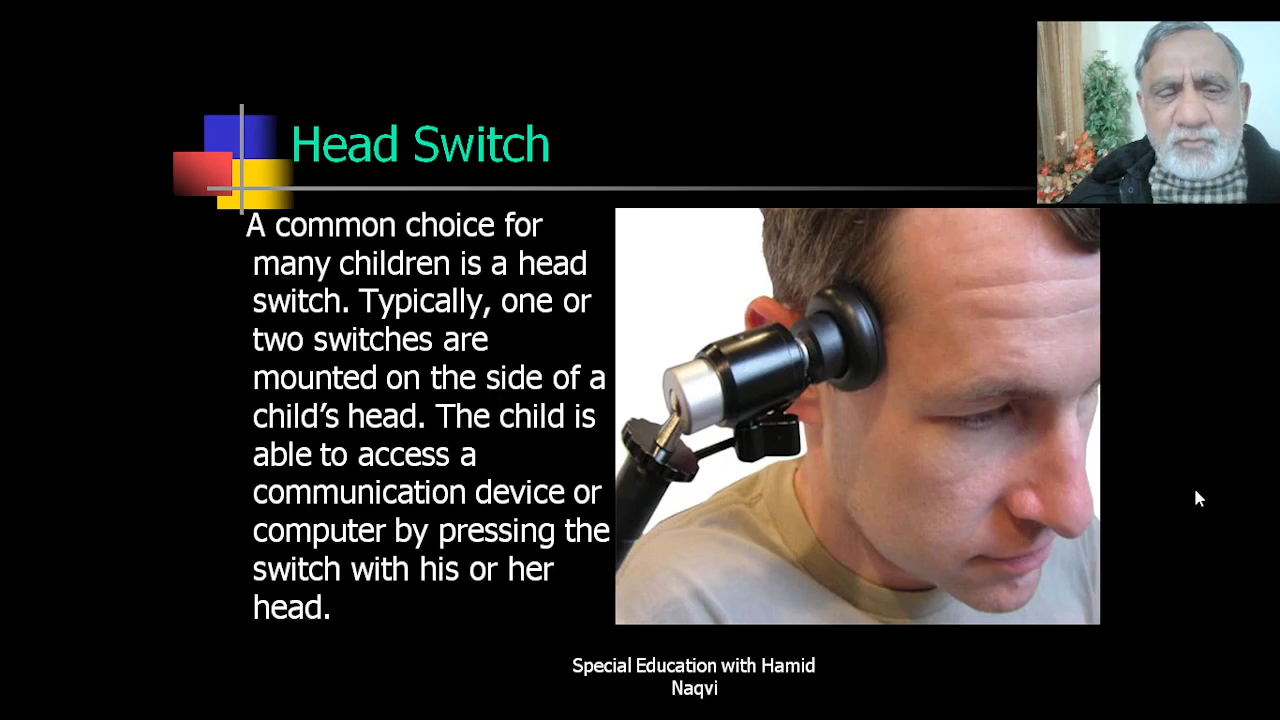 Head Switch
A common choice for
many children is a head
switch. Typically, one or
two switches are
mounted on the side of a
child’s head. The child is
able to access a
communication device or
computer by pressing the
switch with his or her
head.
Special Education with Hamid
Naqvi